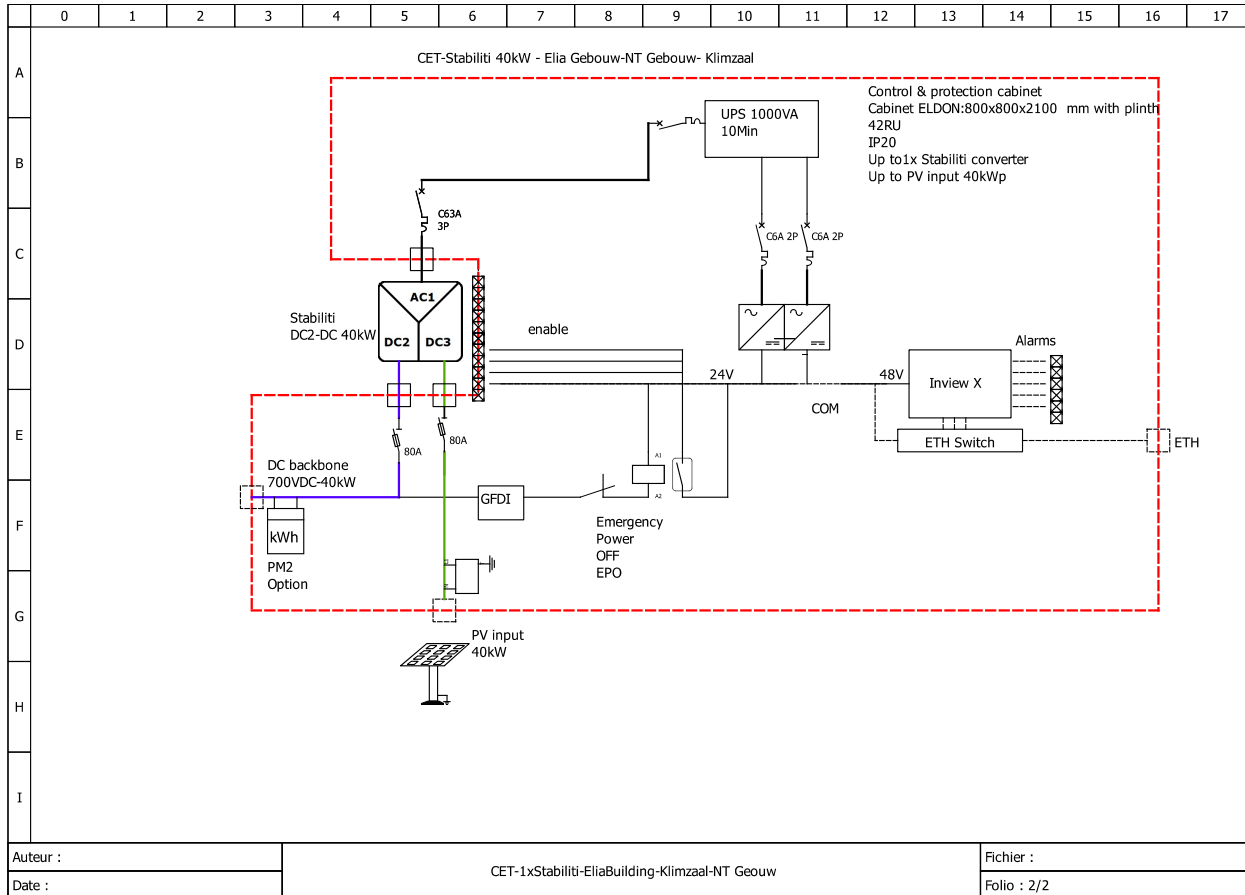 0 1 2 3 4 5 6 7 8 9 10 11 12 13 14 15 16 17
A
B
C
D
E
F
G
H
I
CET-Stabiliti 40kW - Elia Gebouw-NT Gebouw- Klimzaal
Control & protection cabinet
Cabinet ELDON:800x800x2100 mm with plinth
42RU
IP20
Up to1x Stabiliti converter
Up to PV input 40kWp
UPS 1000VA
10Min
C63A
3P
C6A 2P
C6A 2P
AC1
DC2
DC3
Stabiliti
DC2-DC 40kW
enable
24V
48V
COM
Inview X
Alarms
ETH Switch
ETH
80A
80A
DC backbone
700VDC-40kW
kWh
PM2
Option
GFDI
A1
A2
Emergency
Power
OFF
EPO
PV input
40kW
Auteur :
Date :
CET-1xStabiliti-EliaBuilding-Klimzaal-NT Geouw
Fichier :
Folio : 2/2